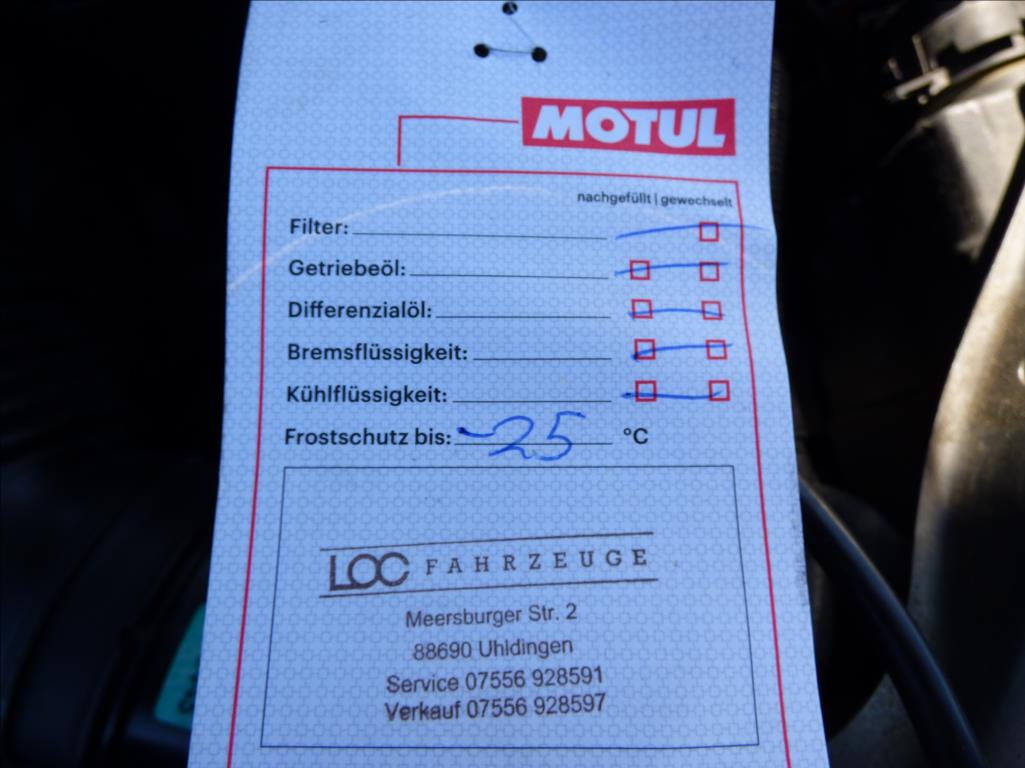 MOTUL
nachgefüllt | gewechselt
Filter:
Getriebeöl:
Differenzialöl:
Bremsflüssigkeit:
Kühlflüssigkeit:
Frostschutz bis: -25 °C
LOC FAHRZEUGE
Meersburger Str. 2
88690 Uhldingen
Service 07556 928591
Verkauf 07556 928597